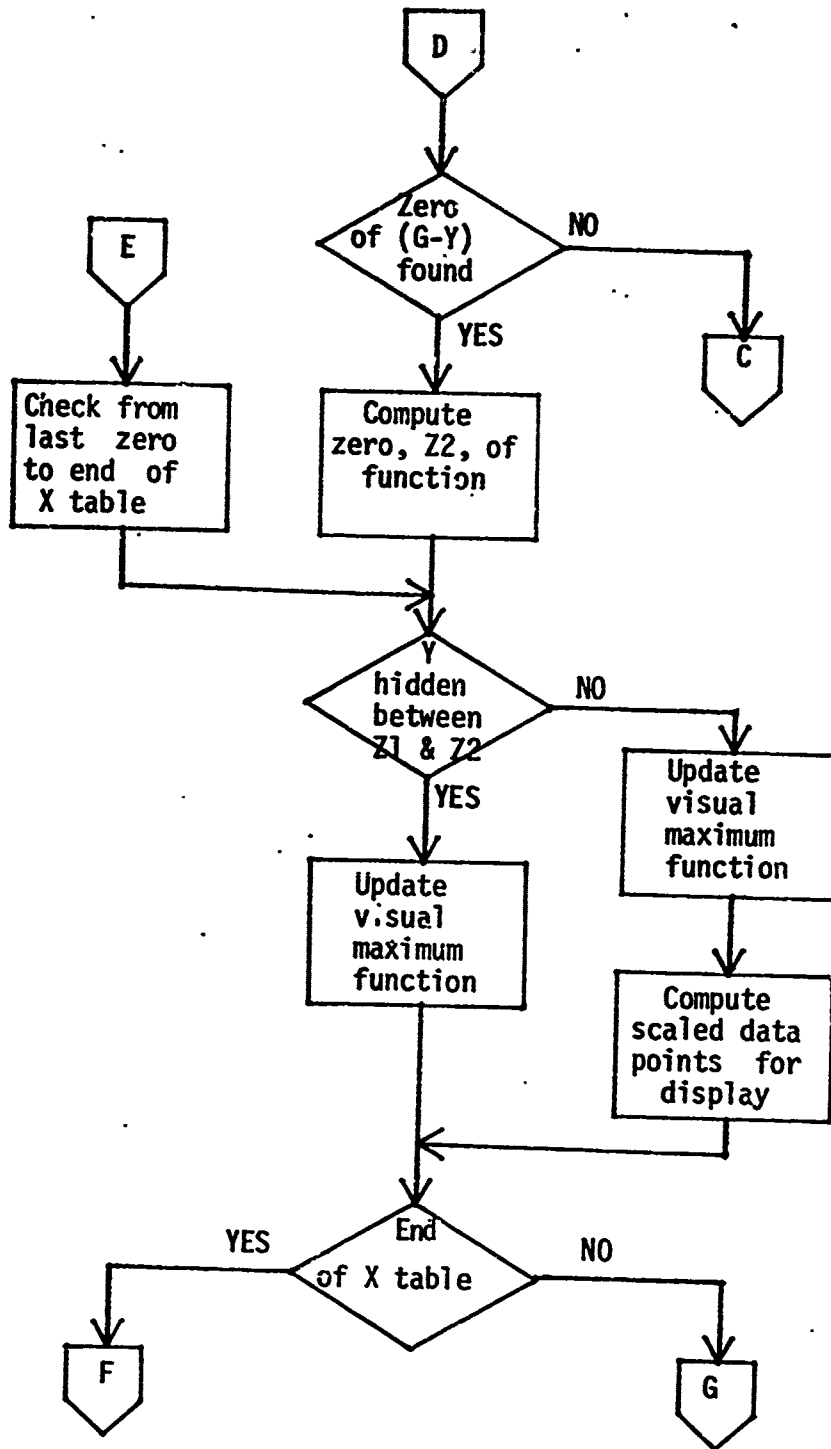 D
Zero
of (G-Y)
found
NO
YES
C
E
Check from
last zero
to end of
X table
Compute
zero, Z2, of
function
Y
hidden
between
Z1 & Z2
NO
YES
Update
visual
maximum
function
Update
visual
maximum
function
Compute
scaled data
points for
display
End
of X table
YES
NO
F
G